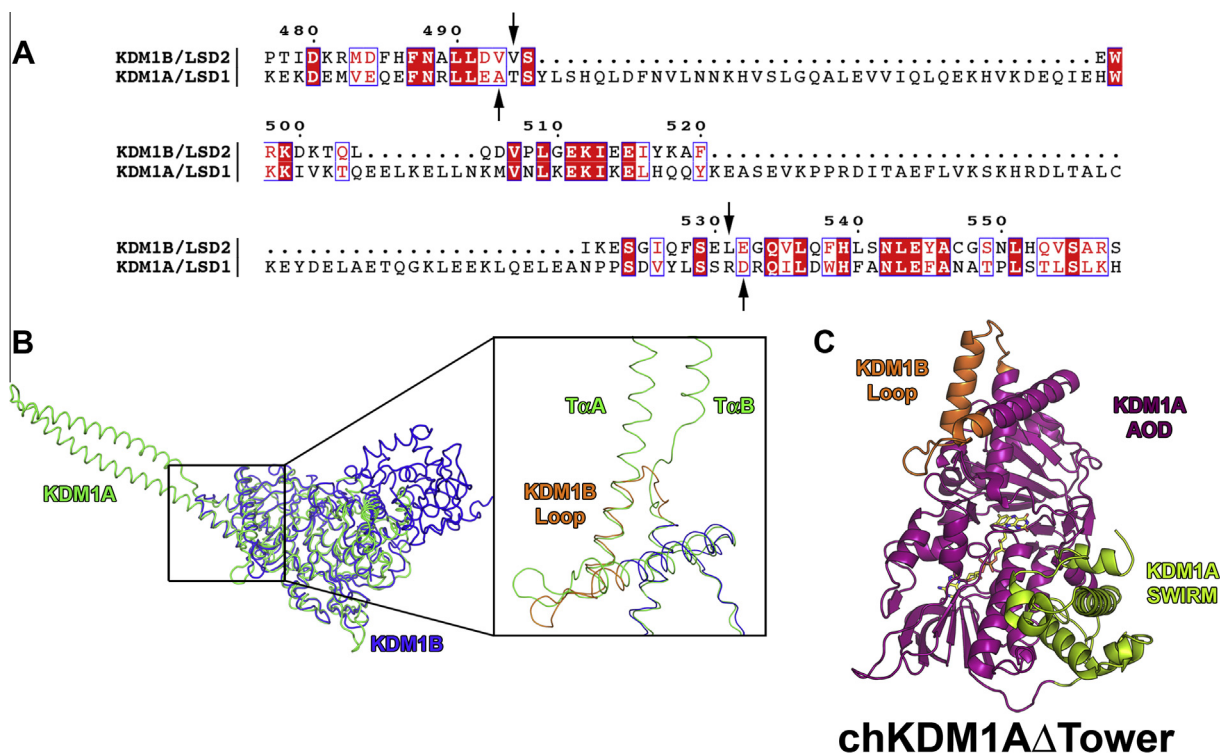 A
480 490
KDM1B/LSD2 PTIDKRMDFHFNALLDVVS.......................................EW
KDM1A/LSD1 KEKDEMVEQEFNRLLEATSYLSHQLDFNVLNNKHVSLGQALEVVIQLQEKHVKDEQIEHW
500 510 520
KDM1B/LSD2 RKDKTQL........QDVPLGEKIEEIYKAF.............................
KDM1A/LSD1 KKIVKTQEELKELLNKMVNLKEKIKELHQQYKEASEVKPPRDITAEFLVKSKHRDLTALC
530 540 550
KDM1B/LSD2 ......................IKESGIQFSELEGQVLQFHLSNLEYACGSNLHQVSARS
KDM1A/LSD1 KEYDELAETQGKLEEKLQELEANPPSDVYLSSRDRQILDWHFANLEFANATPLSTLSLKH
B
KDM1A
KDM1B
TαA
TαB
KDM1B
Loop
C
KDM1B
Loop
KDM1A
AOD
KDM1A
SWIRM
chKDM1AΔTower